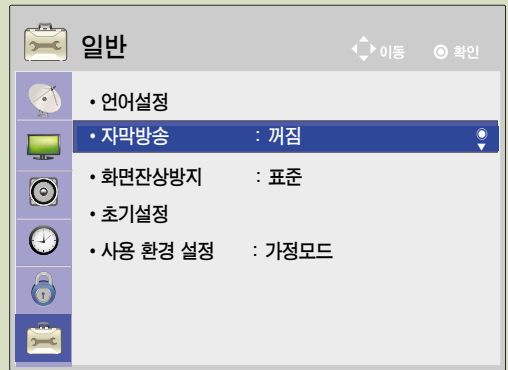 일반 이동 확인
• 언어설정
• 자막방송 : 꺼짐
• 화면잔상방지 : 표준
• 초기설정
• 사용 환경 설정 : 가정모드